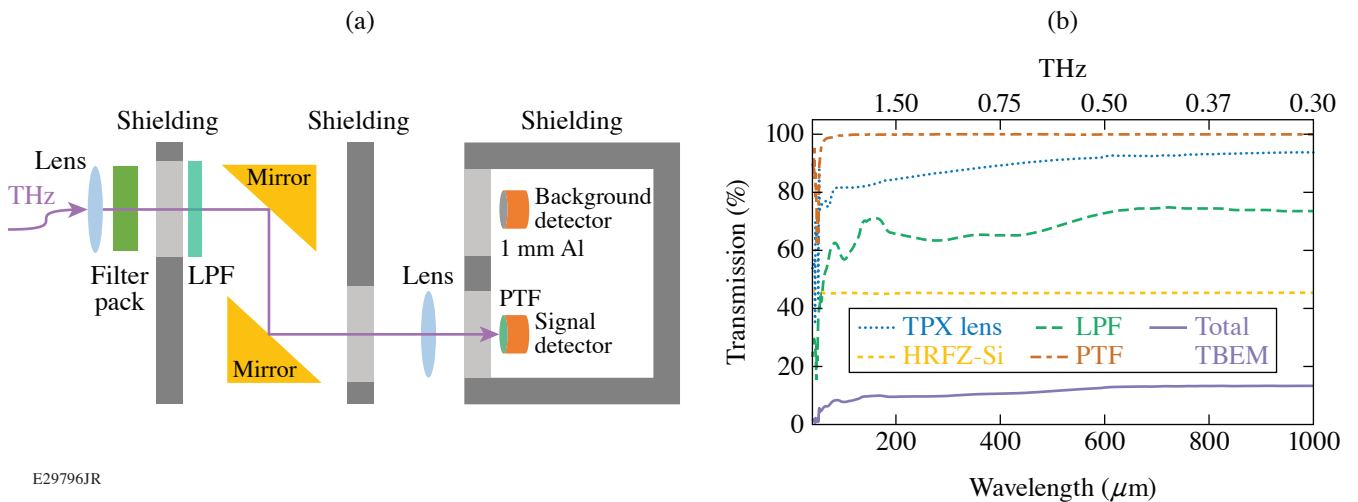 (a)
Shielding
Shielding
Shielding
Lens
THz
Filter
pack
LPF
Mirror
Mirror
Lens
Background
detector
1 mm Al
PTF
Signal
detector
E29796JR
(b)
THz
1.50 0.75 0.50 0.37 0.30
Transmission (%)
100
80
60
40
20
0
TPX lens LPF Total
HRFZ-Si PTF TBEM
200 400 600 800 1000
Wavelength (μm)